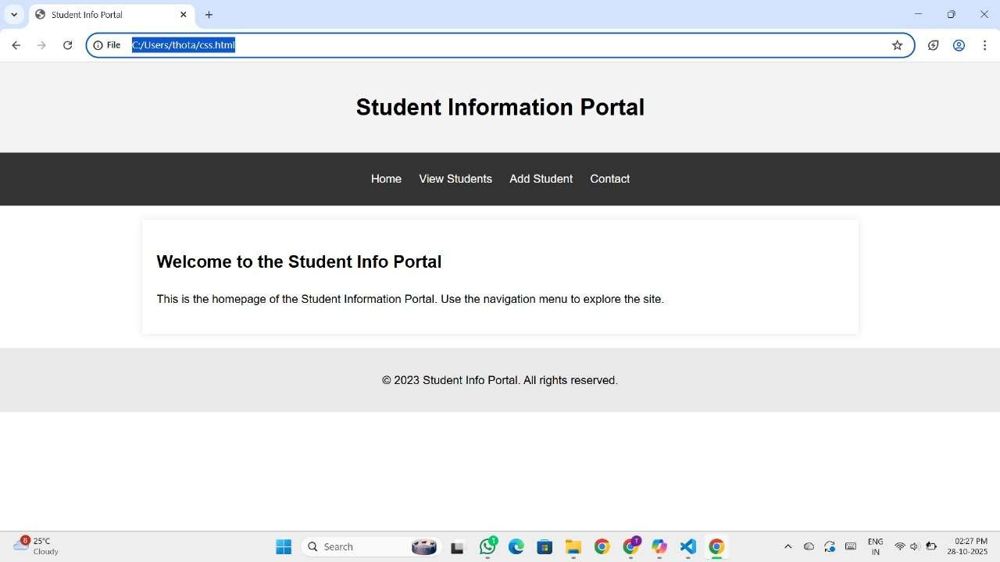 Student Info Portal
File C:/Users/thota/css.html
Student Information Portal
Home View Students Add Student Contact
Welcome to the Student Info Portal
This is the homepage of the Student Information Portal. Use the navigation menu to explore the site.
© 2023 Student Info Portal. All rights reserved.
8
25°C
Cloudy
Search
1
T
ENG
IN
02:27 PM
28-10-2025